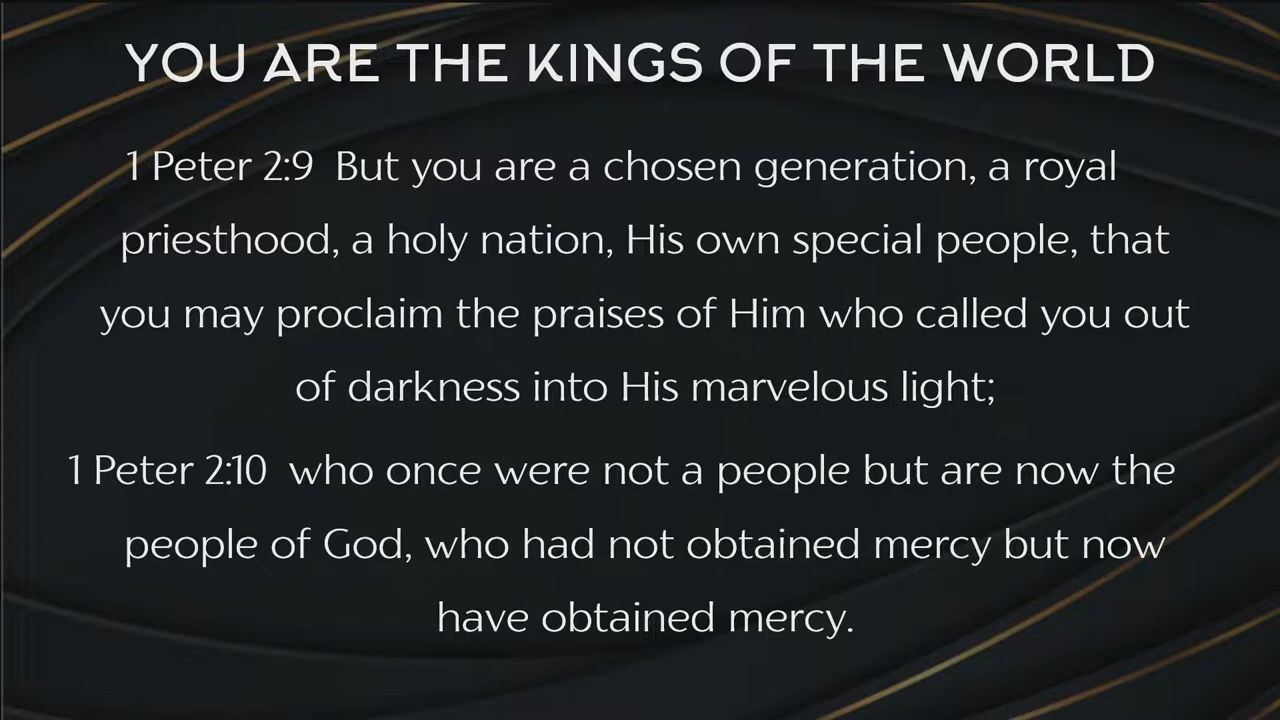 YOU ARE THE KINGS OF THE WORLD
1 Peter 2:9  But you are a chosen generation, a royal
priesthood, a holy nation, His own special people, that
you may proclaim the praises of Him who called you out
of darkness into His marvelous light;
1 Peter 2:10  who once were not a people but are now the
people of God, who had not obtained mercy but now
have obtained mercy.